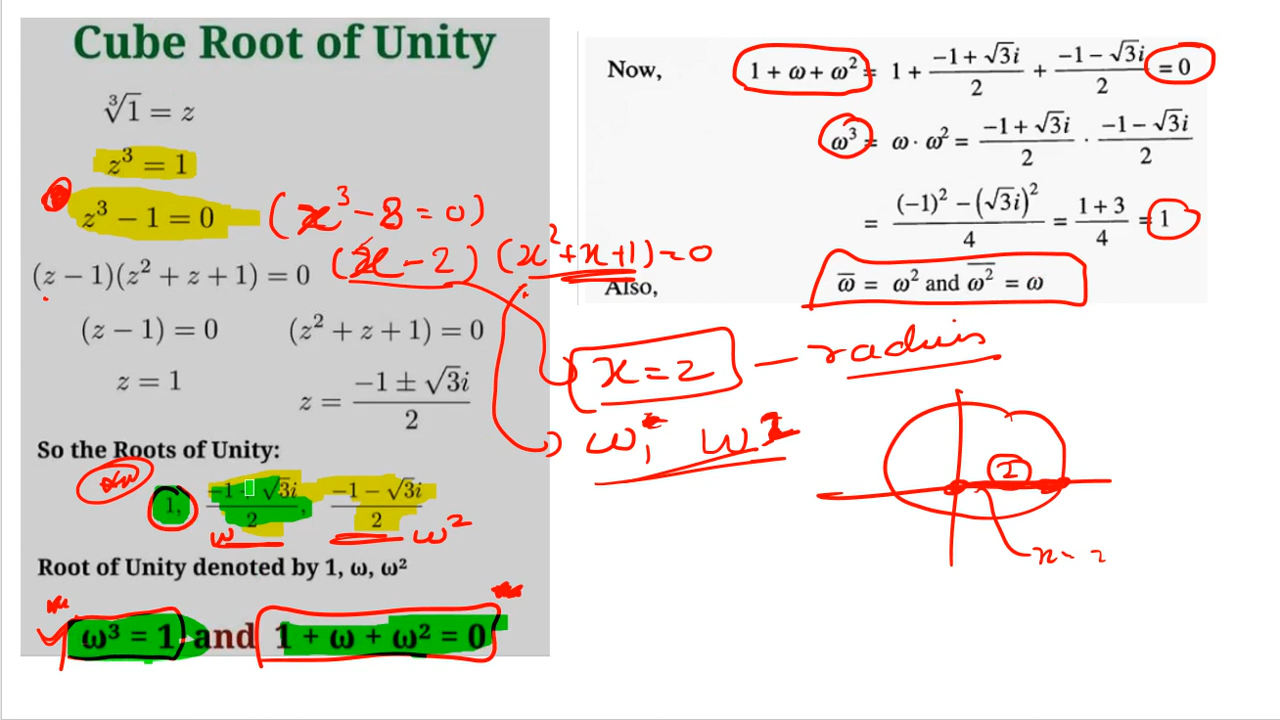 Cube Root of Unity
∛1 = z
z³ = 1
z³ − 1 = 0
(x³ − 8 = 0)
(z − 1)(z² + z + 1) = 0
(x − 2) (x² + x + 1) = 0
(z − 1) = 0 (z² + z + 1) = 0
z = 1 z = (−1 ± √3i)/2
So the Roots of Unity:
1, −1 √3i/2, −1 − √3i/2
ω ω²
Root of Unity denoted by 1, ω, ω²
ω³ = 1 and 1 + ω + ω² = 0
Now, 1 + ω + ω² = 1 + (−1 + √3i)/2 + (−1 − √3i)/2 = 0
ω³ = ω · ω² = (−1 + √3i)/2 · (−1 − √3i)/2
= ((−1)² − (√3i)²)/4 = (1 + 3)/4 = 1
Also, ω̄ = ω² and ω̄² = ω
x = 2 — radius
ω, ω²
2